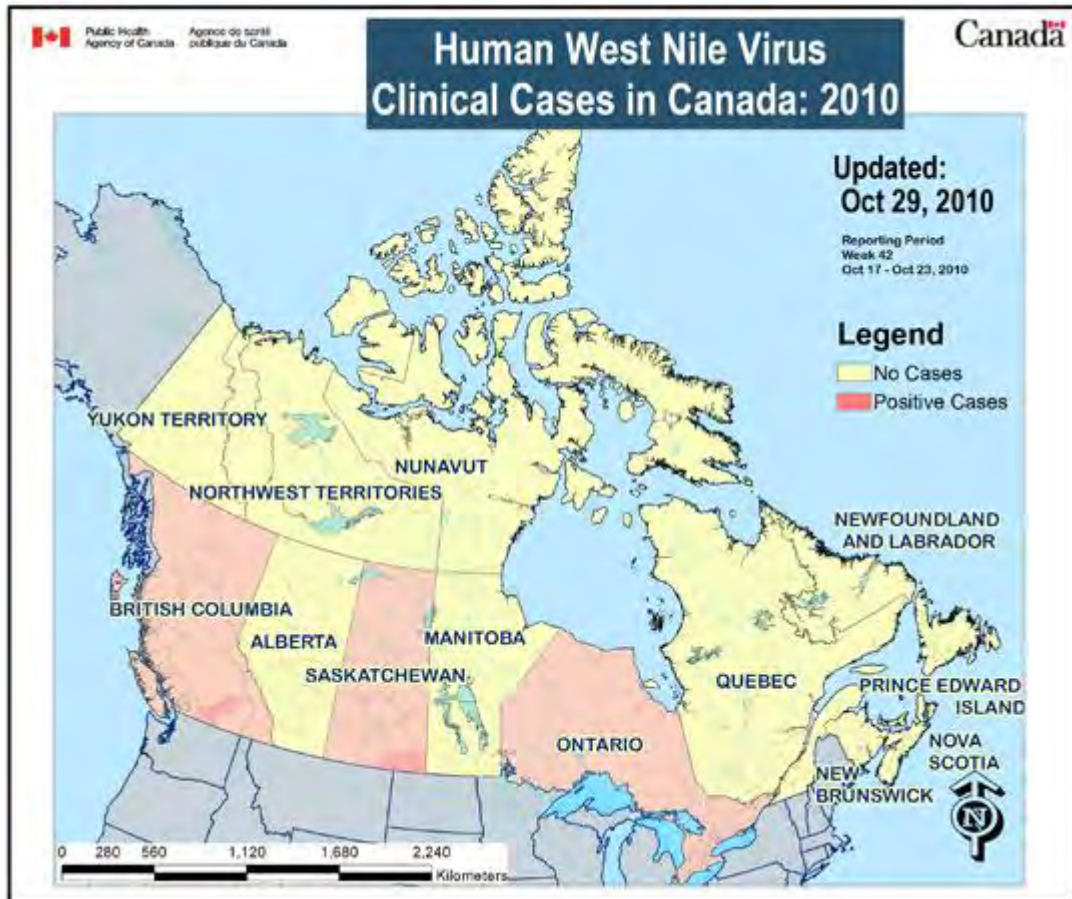 Public Health
Agency of Canada
Agence de santé
publique du Canada
Canada
Human West Nile Virus
Clinical Cases in Canada: 2010
Updated:
Oct 29, 2010
Reporting Period
Week 42
Oct 17 - Oct 23, 2010
Legend
No Cases
Positive Cases
YUKON TERRITORY
NUNAVUT
NORTHWEST TERRITORIES
NEWFOUNDLAND
AND LABRADOR
BRITISH COLUMBIA
ALBERTA
MANITOBA
SASKATCHEWAN
QUEBEC
PRINCE EDWARD
ISLAND
ONTARIO
NOVA
SCOTIA
NEW
BRUNSWICK
N
0 280 560 1,120 1,680 2,240
Kilometers